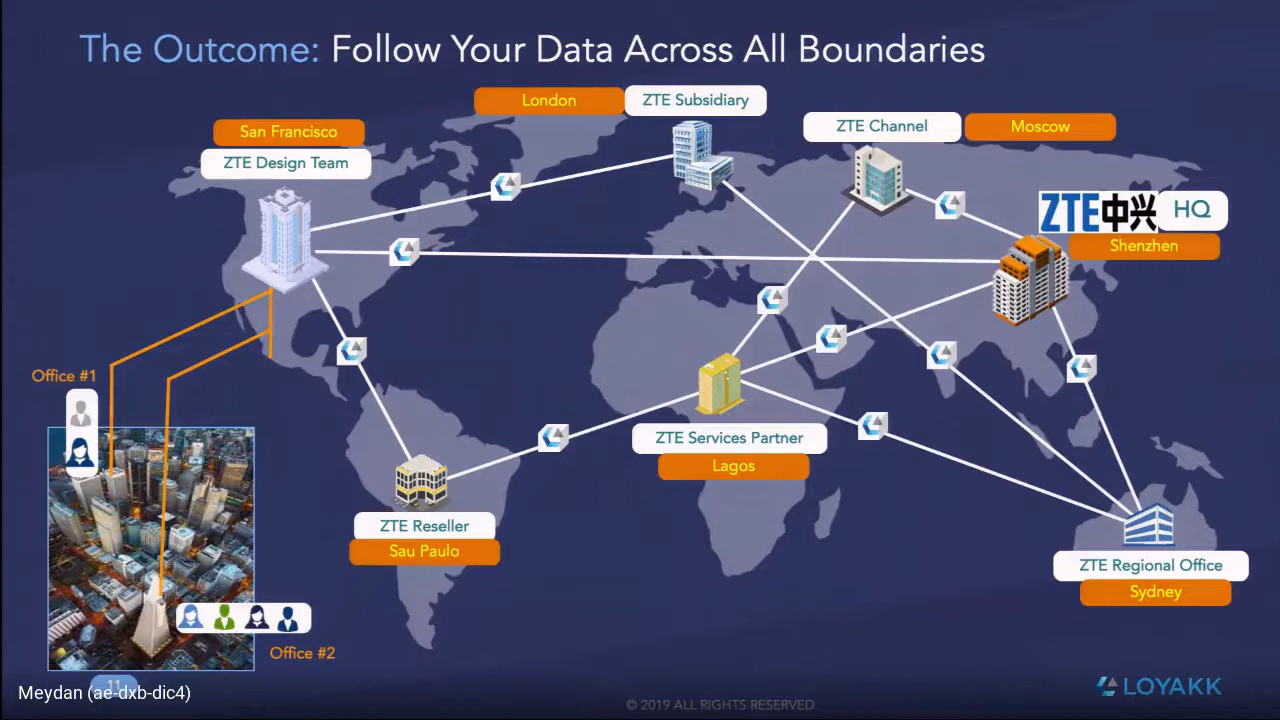 The Outcome: Follow Your Data Across All Boundaries
London
ZTE Subsidiary
San Francisco
ZTE Design Team
ZTE Channel
Moscow
ZTE中兴
HQ
Shenzhen
Office #1
ZTE Services Partner
Lagos
ZTE Reseller
Sau Paulo
ZTE Regional Office
Sydney
Office #2
11
Meydan (ae-dxb-dic4)
LOYAKK
© 2019 ALL RIGHTS RESERVED